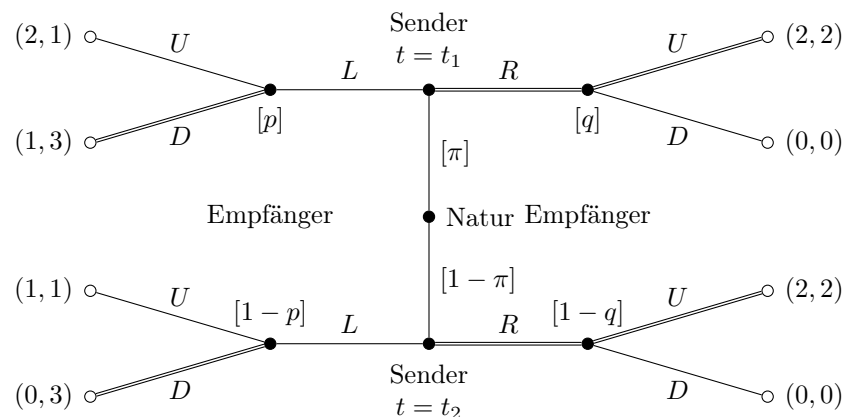 Sender
t = t₁
(2, 1) U L R U (2, 2)
(1, 3) D [p] [q] D (0, 0)
[π]
Empfänger Natur Empfänger
[1 − π]
(1, 1) U [1 − p] L R [1 − q] U (2, 2)
(0, 3) D D (0, 0)
Sender
t = t₂